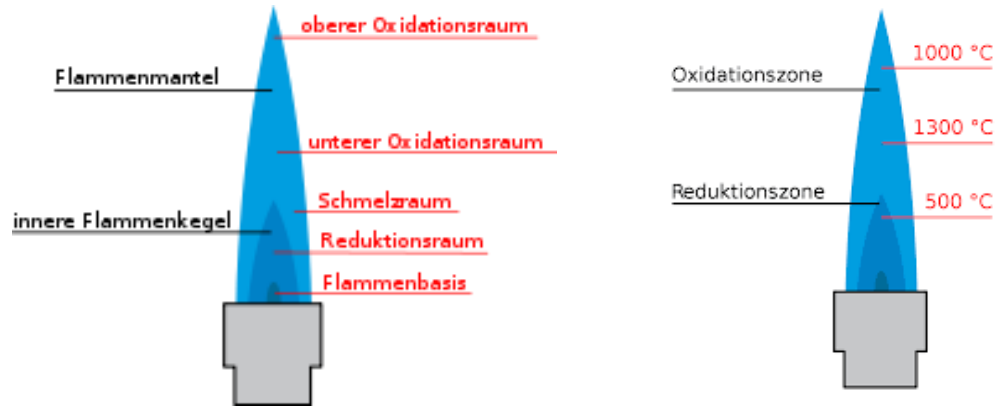 oberer Oxidationsraum
Flammenmantel
unterer Oxidationsraum
Schmelzraum
innere Flammenkegel
Reduktionsraum
Flammenbasis
1000 °C
Oxidationszone
1300 °C
Reduktionszone
500 °C